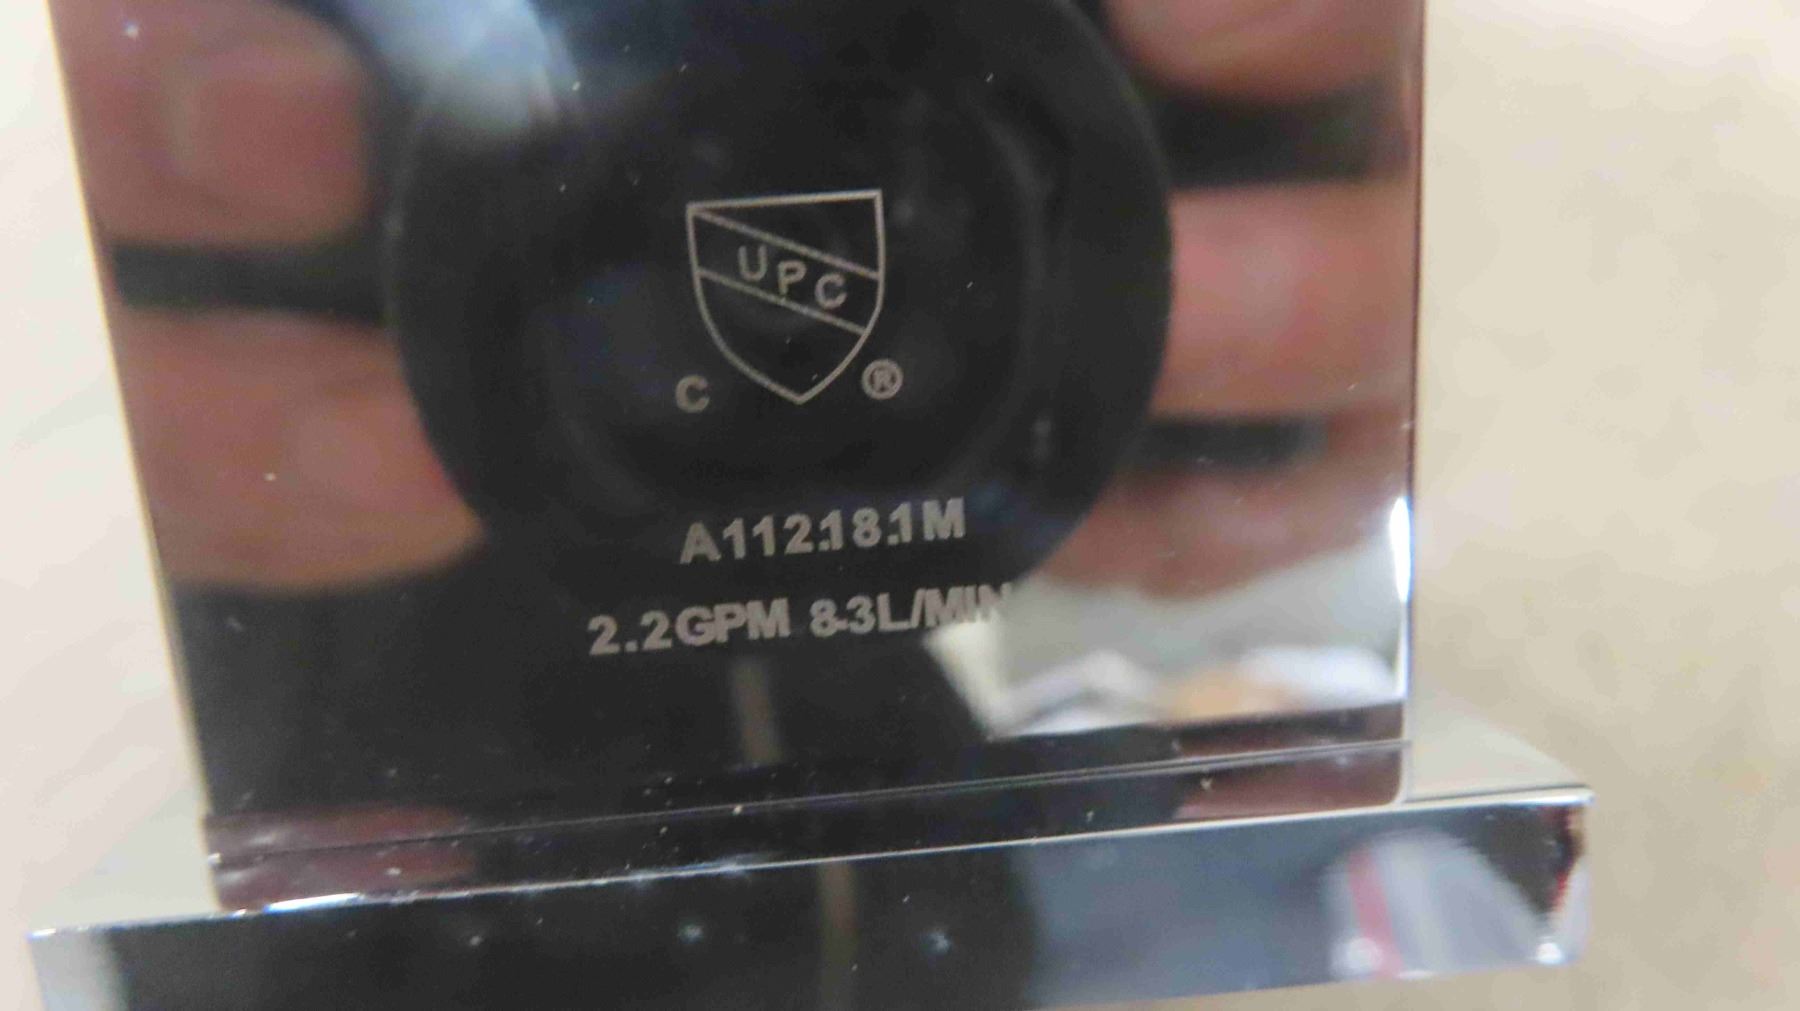 UPC
C ®
A112.18.1M
2.2GPM 8.3L/MIN